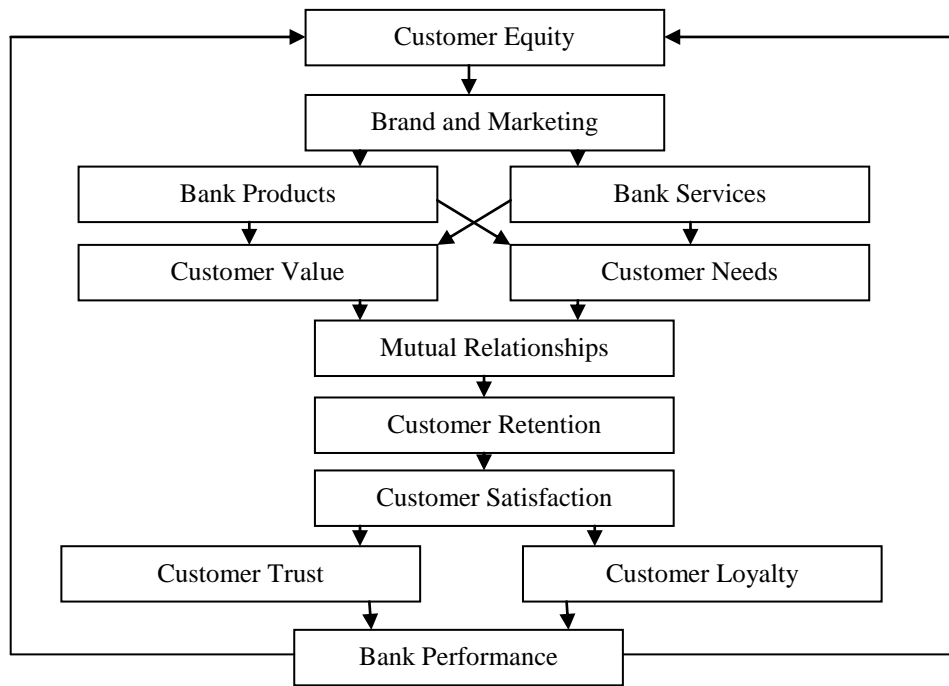 Customer Equity
Brand and Marketing
Bank Products
Bank Services
Customer Value
Customer Needs
Mutual Relationships
Customer Retention
Customer Satisfaction
Customer Trust
Customer Loyalty
Bank Performance